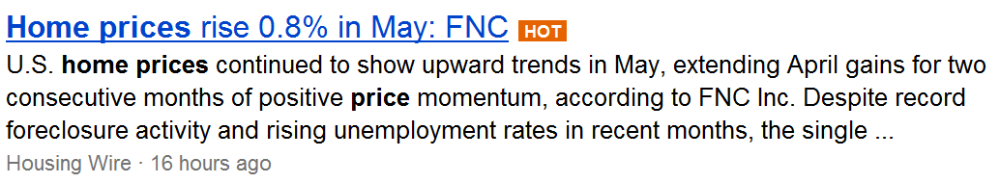 Home prices rise 0.8% in May: FNC HOT
U.S. home prices continued to show upward trends in May, extending April gains for two
consecutive months of positive price momentum, according to FNC Inc. Despite record
foreclosure activity and rising unemployment rates in recent months, the single ...
Housing Wire · 16 hours ago